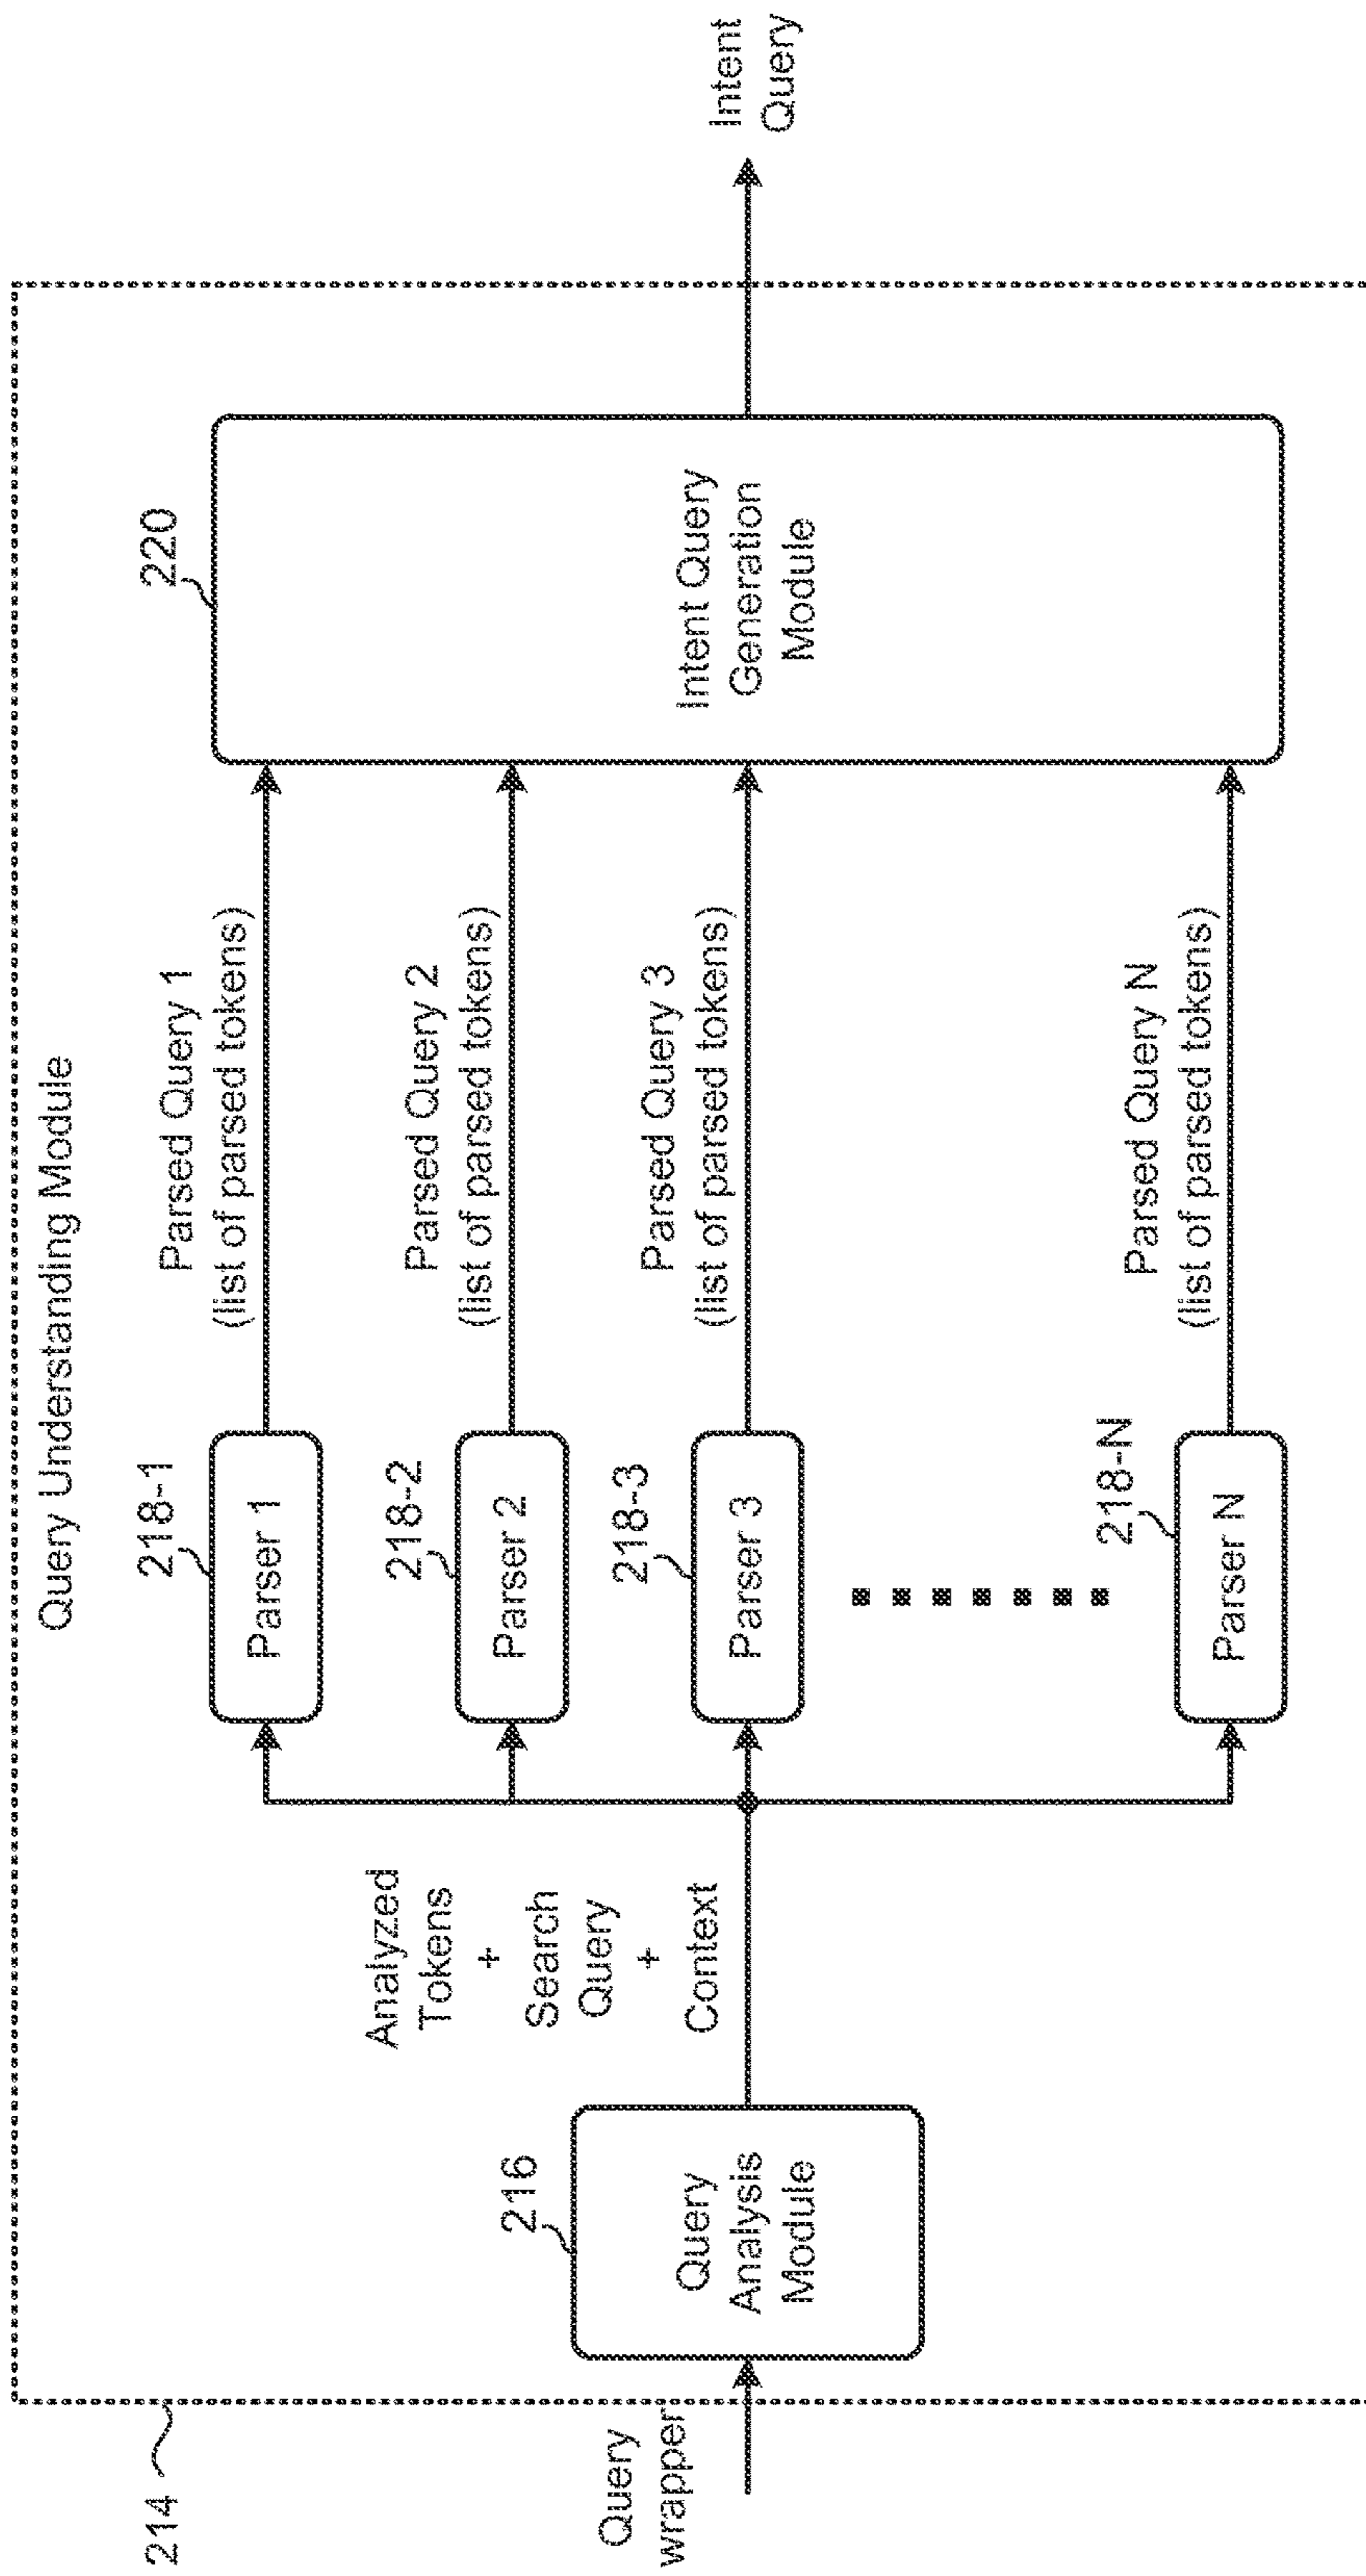 Query Understanding Module
214
Query
wrapper
216
Query
Analysis
Module
Analyzed
Tokens
+
Search
Query
+
Context
218-1
Parser 1
218-2
Parser 2
218-3
Parser 3
218-N
Parser N
Parsed Query 1
(list of parsed tokens)
Parsed Query 2
(list of parsed tokens)
Parsed Query 3
(list of parsed tokens)
Parsed Query N
(list of parsed tokens)
220
Intent Query
Generation
Module
Intent
Query